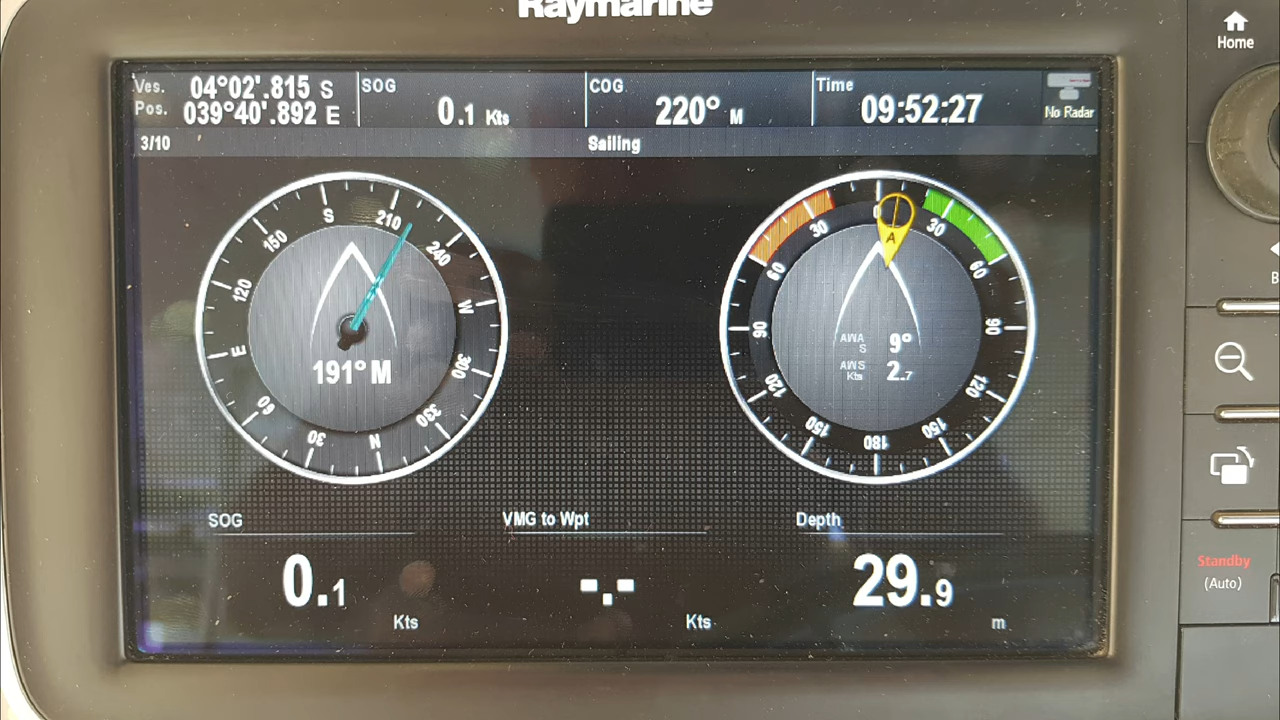 Raymarine
Home
Ves. 04°02'.815 S
Pos. 039°40'.892 E
SOG
0.1 Kts
COG
220° M
Time
09:52:27
No Radar
3/10
Sailing
S
210
240
W
300
330
N
30
60
E
120
150
191° M
0
30
60
90
120
150
180
150
120
90
60
30
A
AWA
S
9°
AWS
Kts
2.7
SOG
0.1
Kts
VMG to Wpt
-.-
Kts
Depth
29.9
m
B
Standby
(Auto)